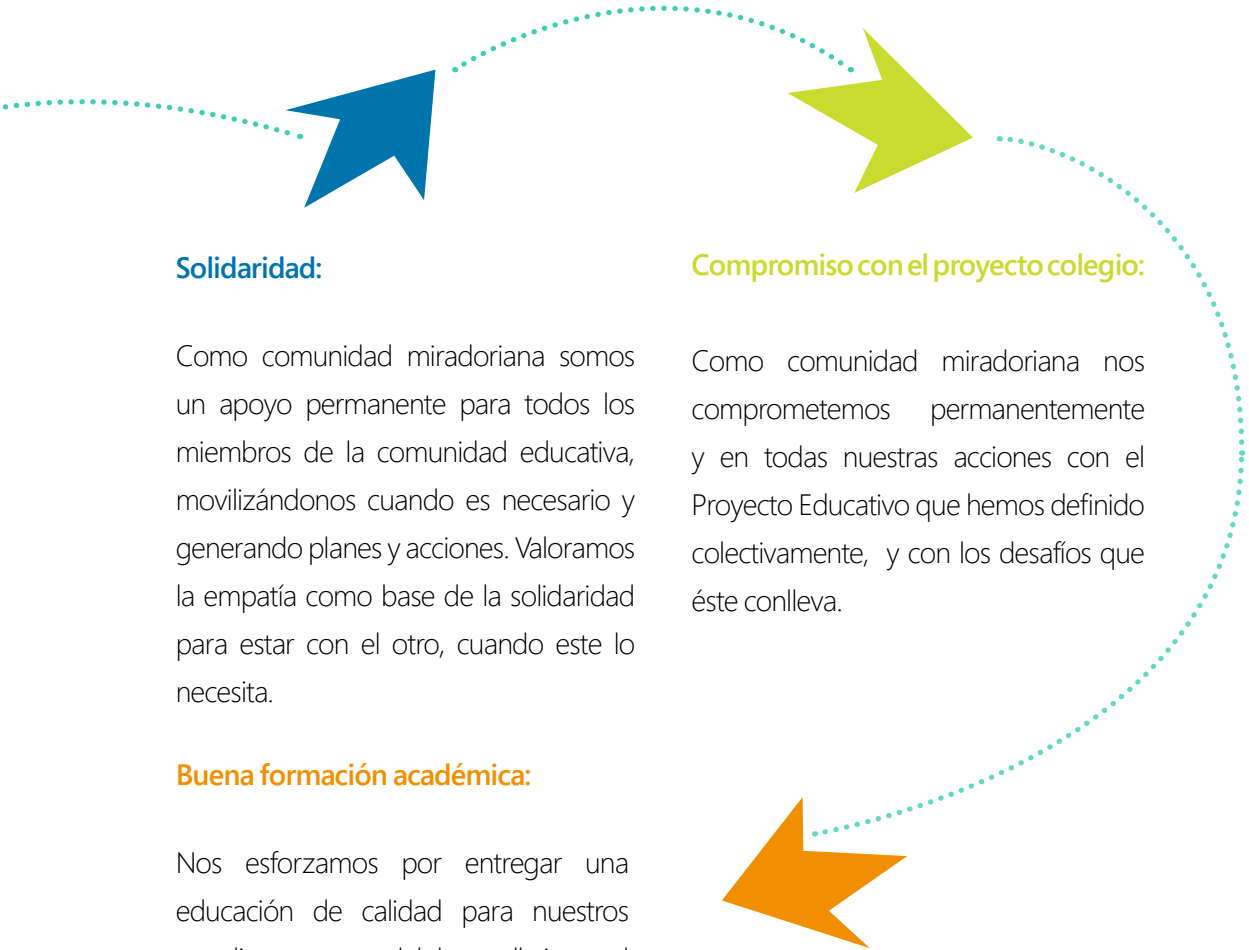 Solidaridad:
Como comunidad miradoriana somos
un apoyo permanente para todos los
miembros de la comunidad educativa,
movilizándonos cuando es necesario y
generando planes y acciones. Valoramos
la empatía como base de la solidaridad
para estar con el otro, cuando este lo
necesita.
Compromiso con el proyecto colegio:
Como comunidad miradoriana nos
comprometemos permanentemente
y en todas nuestras acciones con el
Proyecto Educativo que hemos definido
colectivamente, y con los desafíos que
éste conlleva.
Buena formación académica:
Nos esforzamos por entregar una
educación de calidad para nuestros